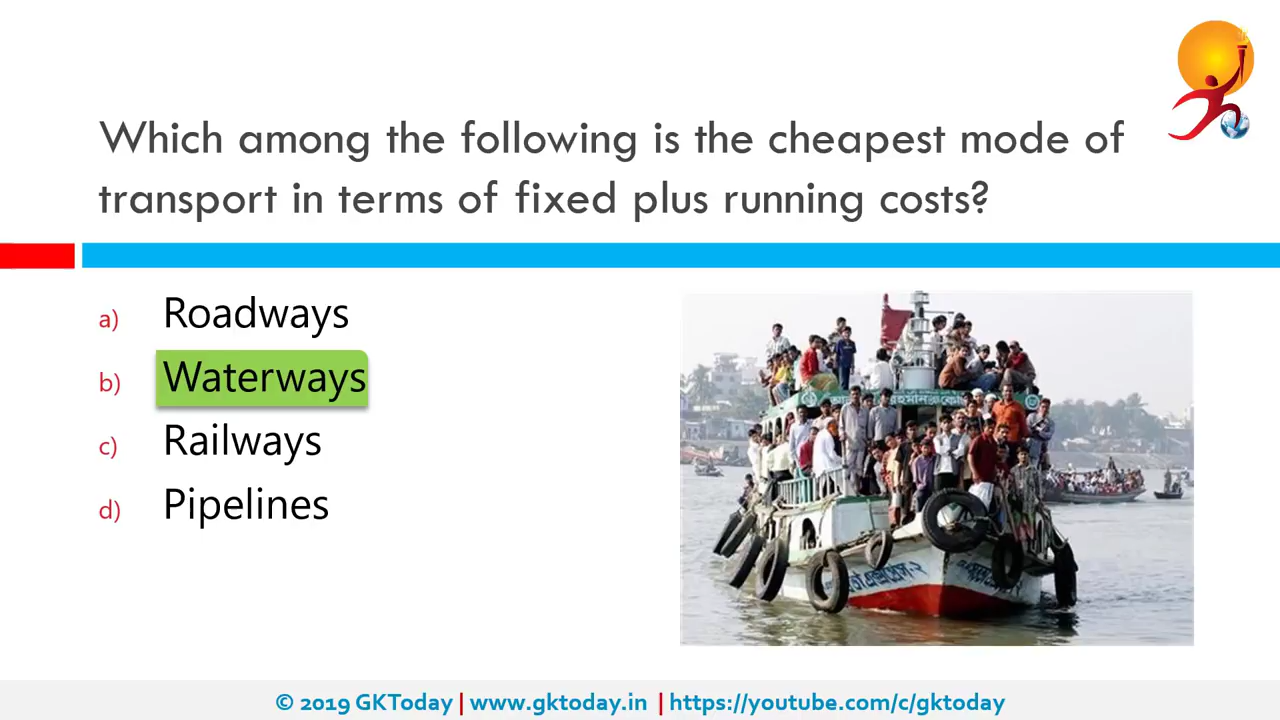 Which among the following is the cheapest mode of
transport in terms of fixed plus running costs?
a) Roadways
b) Waterways
c) Railways
d) Pipelines
© 2019 GKToday | www.gktoday.in | https://youtube.com/c/gktoday